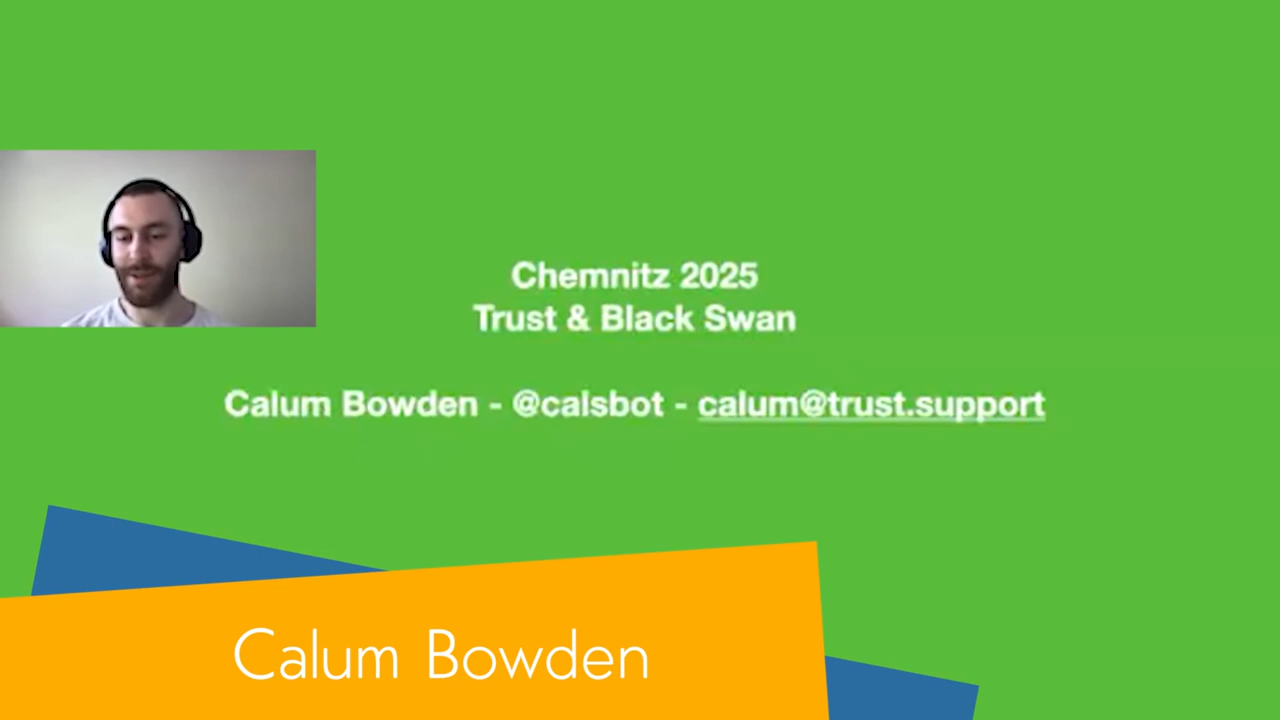 Chemnitz 2025
Trust & Black Swan
Calum Bowden - @calsbot - calum@trust.support
Calum Bowden